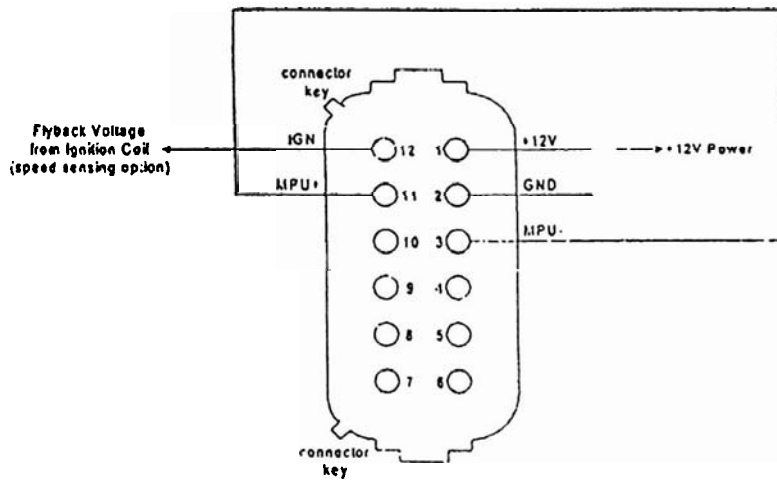 connector
key
Flyback Voltage
from Ignition Coil
(speed sensing option)
IGN
12
1
+12V
+12V Power
MPU+
11
2
GND
10
3
MPU-
9
4
8
5
7
6
connector
key